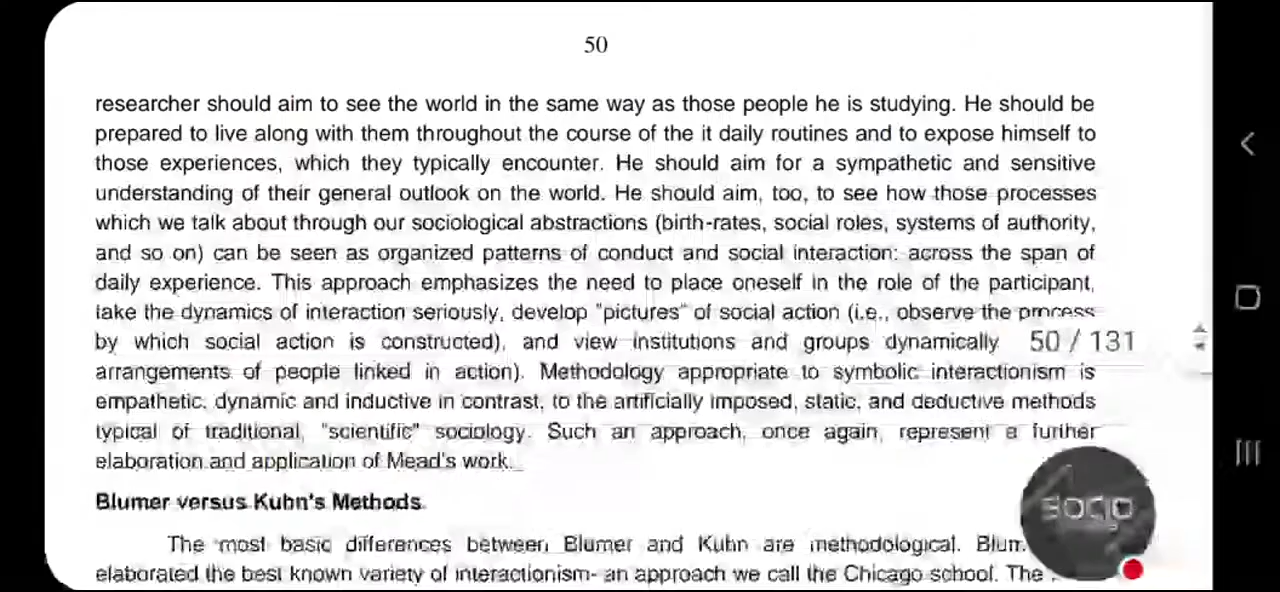 50
researcher should aim to see the world in the same way as those people he is studying. He should be
prepared to live along with them throughout the course of the it daily routines and to expose himself to
those experiences, which they typically encounter. He should aim for a sympathetic and sensitive
understanding of their general outlook on the world. He should aim, too, to see how those processes
which we talk about through our sociological abstractions (birth-rates, social roles, systems of authority,
and so on) can be seen as organized patterns of conduct and social interaction: across the span of
daily experience. This approach emphasizes the need to place oneself in the role of the participant,
take the dynamics of interaction seriously, develop "pictures" of social action (i.e., observe the process
by which social action is constructed), and view institutions and groups dynamically 50 / 131
arrangements of people linked in action). Methodology appropriate to symbolic interactionism is
empathetic, dynamic and inductive in contrast, to the artificially imposed, static, and deductive methods
typical of traditional, "scientific" sociology. Such an approach, once again, represent a further
elaboration and application of Mead's work.
Blumer versus Kuhn's Methods
The most basic differences between Blumer and Kuhn are methodological. Blum
elaborated the best known variety of interactionism- an approach we call the Chicago school. The